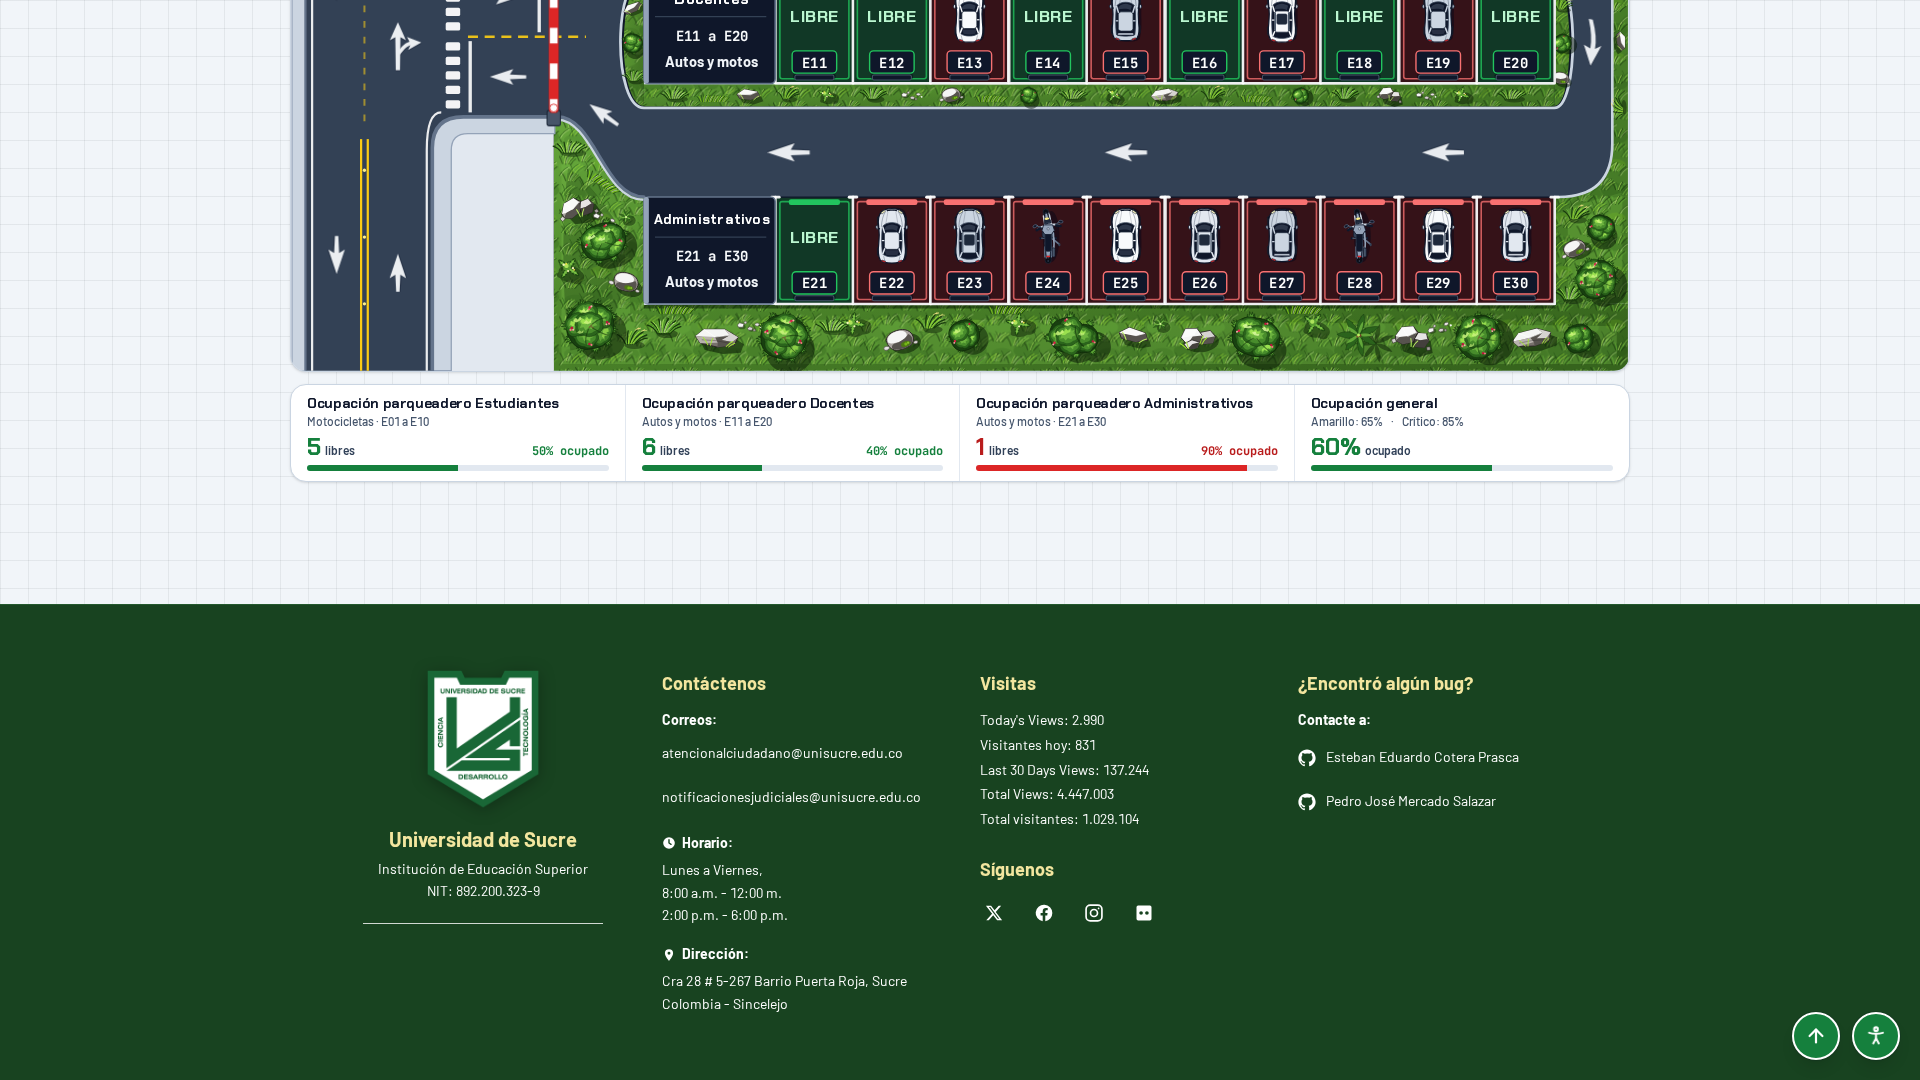 Docentes
E11 a E20
Autos y motos
LIBRE LIBRE LIBRE LIBRE LIBRE LIBRE
E11 E12 E13 E14 E15 E16 E17 E18 E19 E20
Administrativos
E21 a E30
Autos y motos
LIBRE
E21 E22 E23 E24 E25 E26 E27 E28 E29 E30
Ocupación parqueadero Estudiantes
Motocicletas · E01 a E10
5 libres 50% ocupado
Ocupación parqueadero Docentes
Autos y motos · E11 a E20
6 libres 40% ocupado
Ocupación parqueadero Administrativos
Autos y motos · E21 a E30
1 libres 90% ocupado
Ocupación general
Amarillo: 65% · Crítico: 85%
60% ocupado
UNIVERSIDAD DE SUCRE
CIENCIA
TECNOLOGÍA
DESARROLLO
Universidad de Sucre
Institución de Educación Superior
NIT: 892.200.323-9
Contáctenos
Correos:
atencionalciudadano@unisucre.edu.co
notificacionesjudiciales@unisucre.edu.co
Horario:
Lunes a Viernes,
8:00 a.m. - 12:00 m.
2:00 p.m. - 6:00 p.m.
Dirección:
Cra 28 # 5-267 Barrio Puerta Roja, Sucre
Colombia - Sincelejo
Visitas
Today's Views: 2.990
Visitantes hoy: 831
Last 30 Days Views: 137.244
Total Views: 4.447.003
Total visitantes: 1.029.104
Síguenos
¿Encontró algún bug?
Contacte a:
Esteban Eduardo Cotera Prasca
Pedro José Mercado Salazar